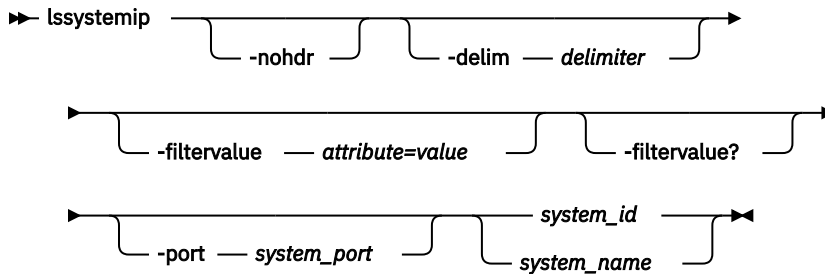 lssystemip
-nohdr -delim delimiter
-filtervalue attribute=value -filtervalue?
system_id
-port system_port system_name